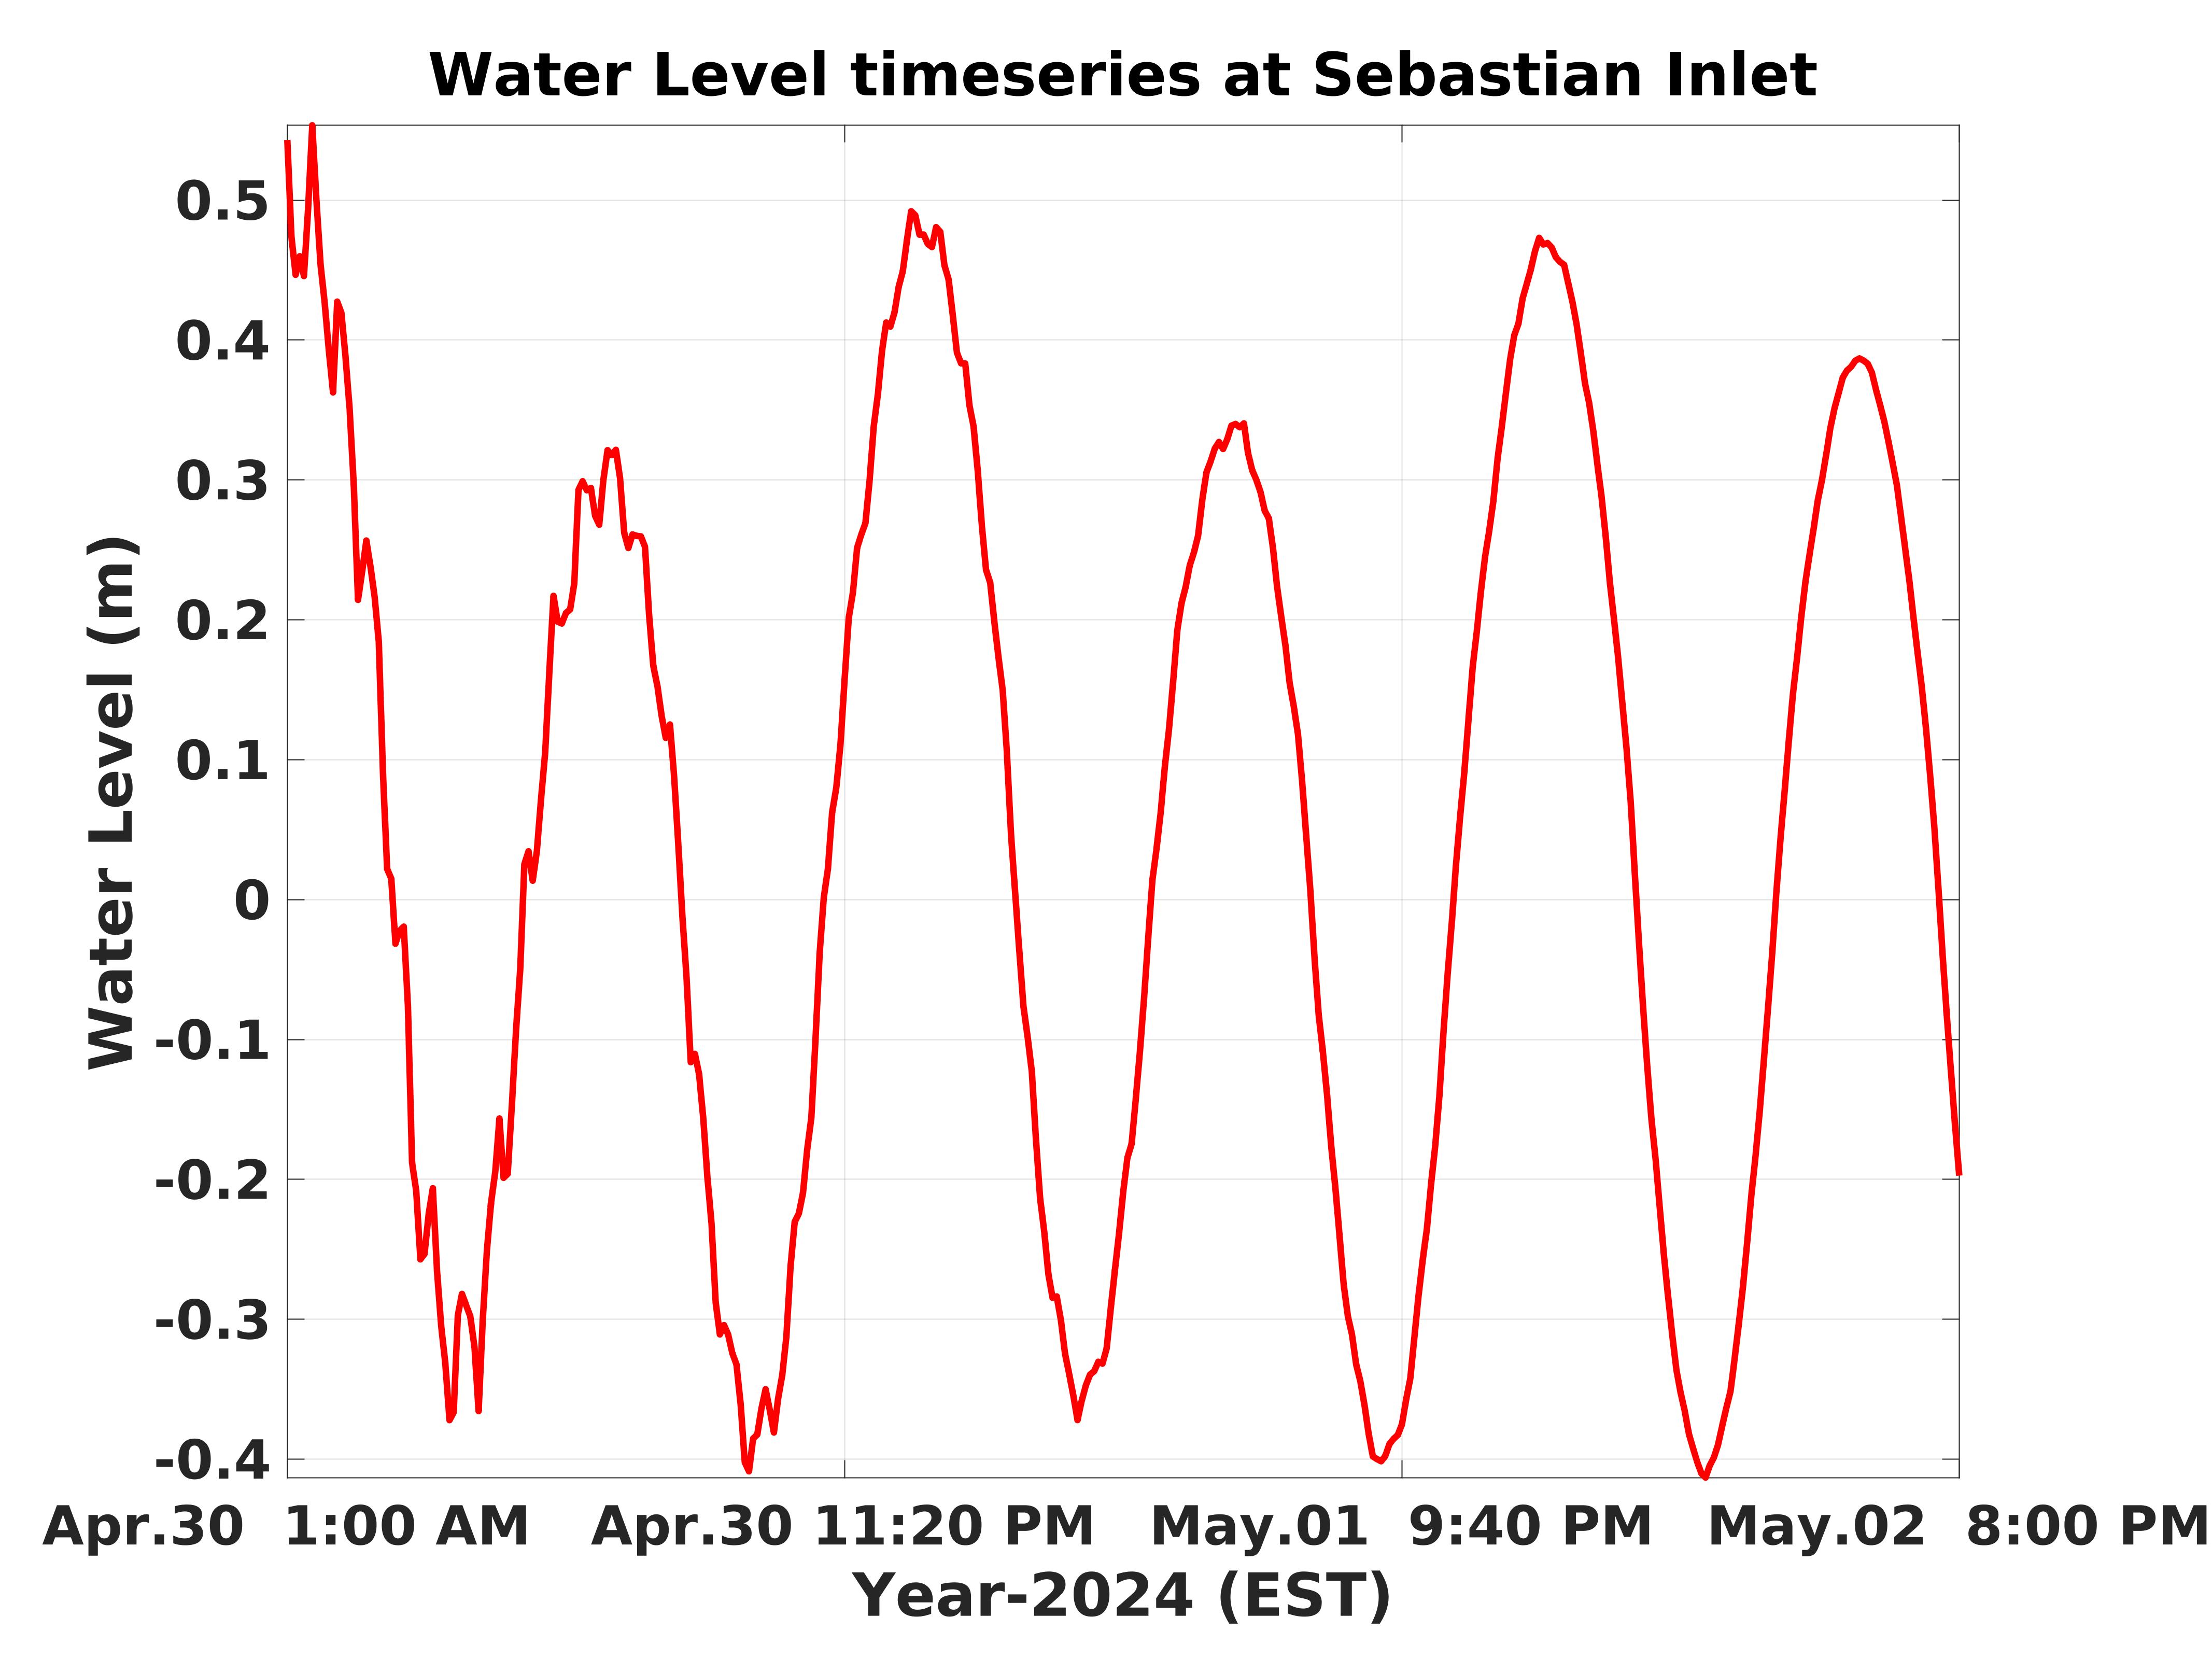 Water Level timeseries at Sebastian Inlet
Water Level (m)
0.5
0.4
0.3
0.2
0.1
0
-0.1
-0.2
-0.3
-0.4
Apr.30 1:00 AM Apr.30 11:20 PM May.01 9:40 PM May.02 8:00 PM
Year-2024 (EST)